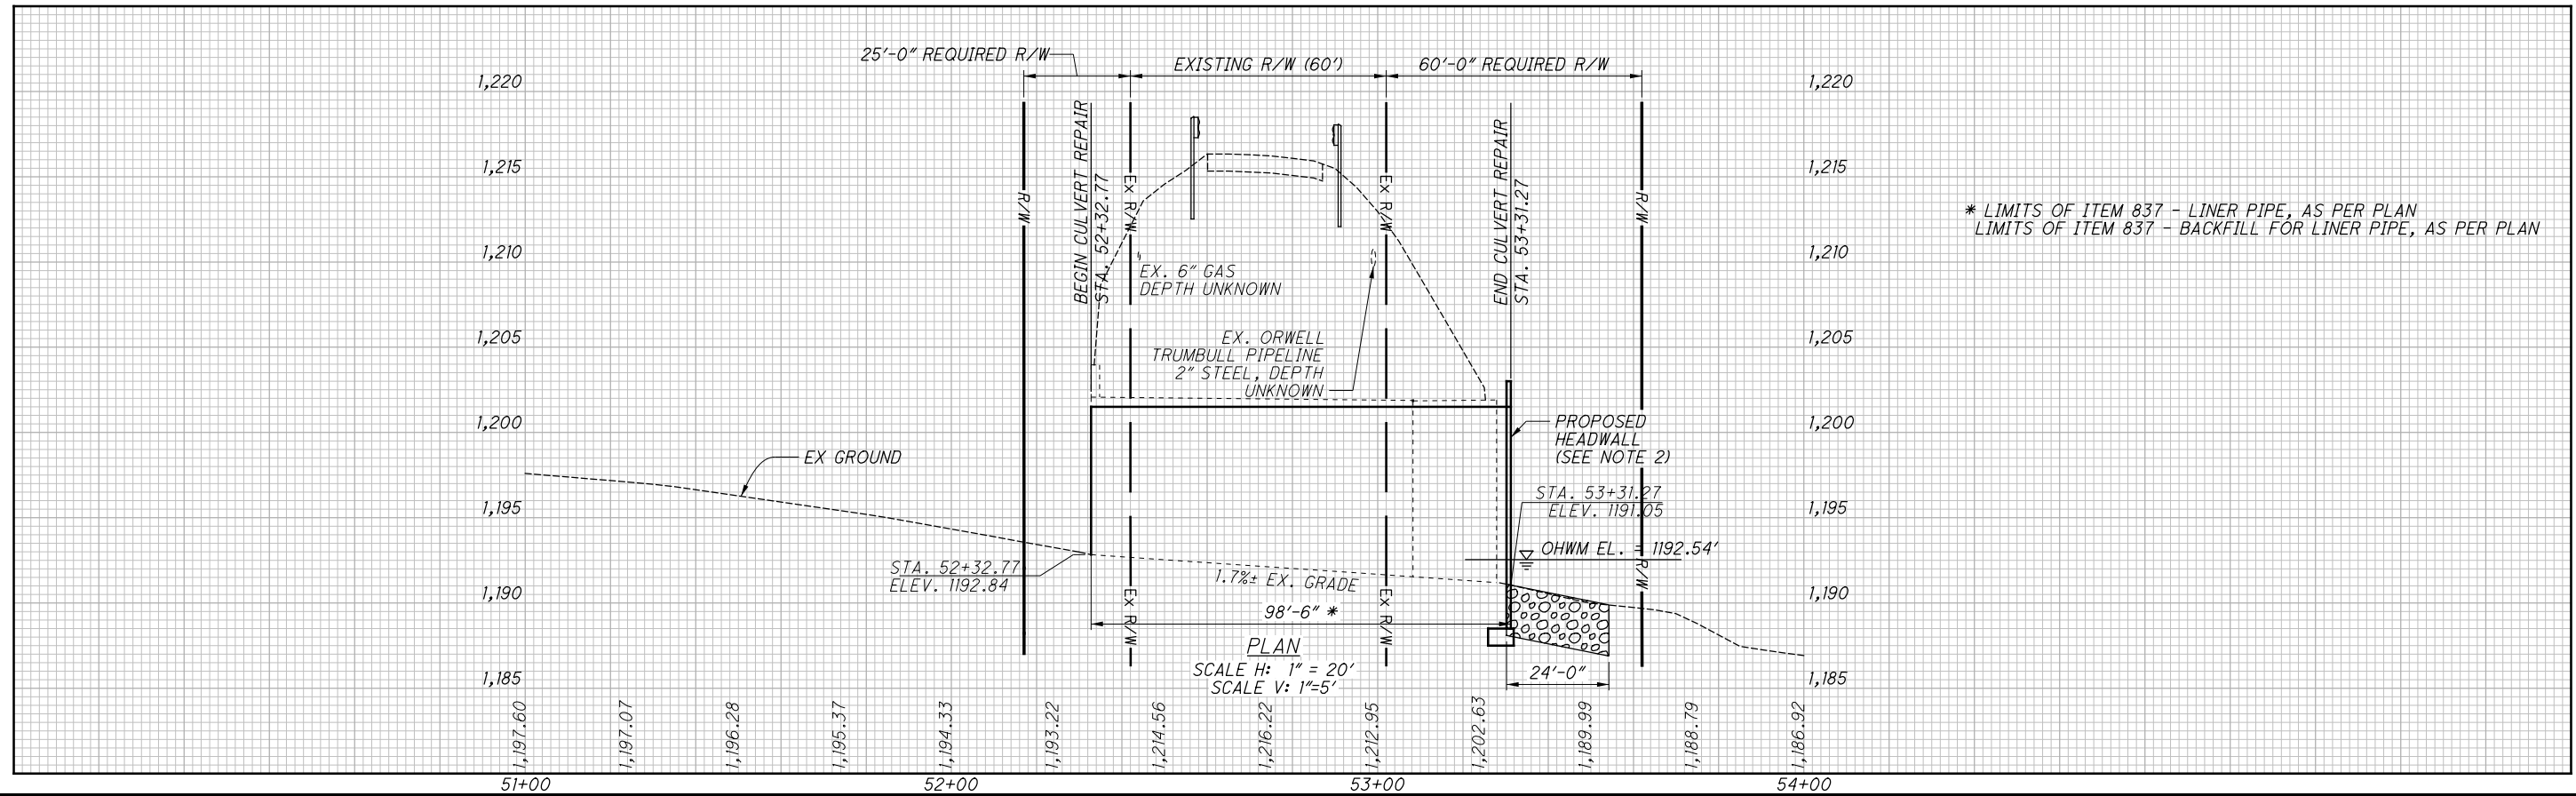 25'-0" REQUIRED R/W
EXISTING R/W (60')
60'-0" REQUIRED R/W
1,220
1,220
1,215
1,215
1,210
1,210
1,205
1,205
1,200
1,200
1,195
1,195
1,190
1,190
1,185
1,185
R/W
BEGIN CULVERT REPAIR
STA. 52+32.77
Ex R/W
Ex R/W
END CULVERT REPAIR
STA. 53+31.27
R/W
* LIMITS OF ITEM 837 - LINER PIPE, AS PER PLAN
LIMITS OF ITEM 837 - BACKFILL FOR LINER PIPE, AS PER PLAN
EX. 6" GAS
DEPTH UNKNOWN
EX. ORWELL
TRUMBULL PIPELINE
2" STEEL, DEPTH
UNKNOWN
PROPOSED
HEADWALL
(SEE NOTE 2)
EX GROUND
STA. 53+31.27
ELEV. 1191.05
OHWM EL. = 1192.54'
STA. 52+32.77
ELEV. 1192.84
1.7%± EX. GRADE
98'-6" *
Ex R/W
Ex R/W
R/W
PLAN
SCALE H: 1" = 20'
SCALE V: 1"=5'
24'-0"
1,197.60
1,197.07
1,196.28
1,195.37
1,194.33
1,193.22
1,214.56
1,216.22
1,212.95
1,202.63
1,189.99
1,188.79
1,186.92
51+00
52+00
53+00
54+00